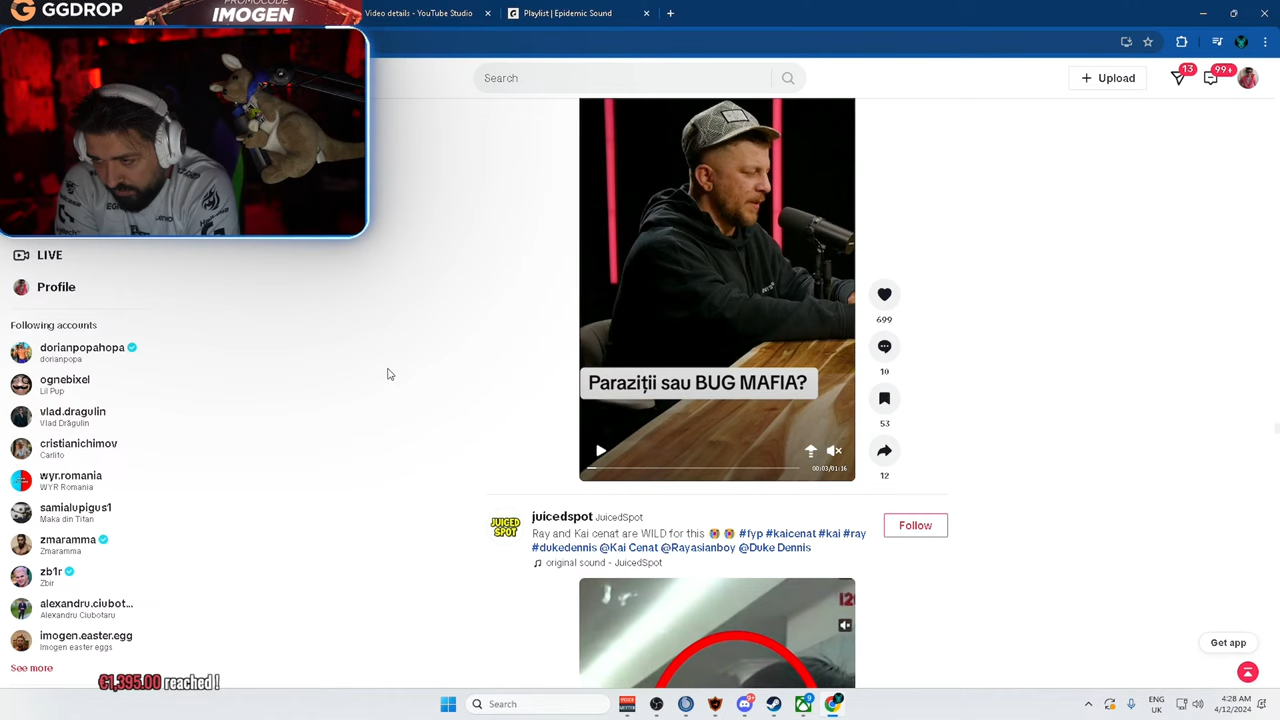 GGDROP
PROMOCODE
IMOGEN
Video details - YouTube Studio
Playlist | Epidemic Sound
Search
Upload
13
99+
LIVE
Profile
Following accounts
dorianpopahopa
dorianpopa
ognebixel
Lil Pup
vlad.dragulin
Vlad Drăgulin
cristianichimov
Carlito
wyr.romania
WYR Romania
samialupigus1
Maka din Titan
zmaramma
Zmaramma
zb1r
Zbir
alexandru.ciubot...
Alexandru Ciubotaru
imogen.easter.egg
Imogen easter eggs
See more
€1,395.00 reached !
Paraziții sau BUG MAFIA?
00:03/01:16
699
10
53
12
JUICED
SPOT
juicedspot JuicedSpot
Follow
Ray and Kai cenat are WILD for this #fyp #kaicenat #kai #ray
#dukedennis @Kai Cenat @Rayasianboy @Duke Dennis
original sound - JuicedSpot
Get app
Search
ENG
UK
4:28 AM
4/12/2024